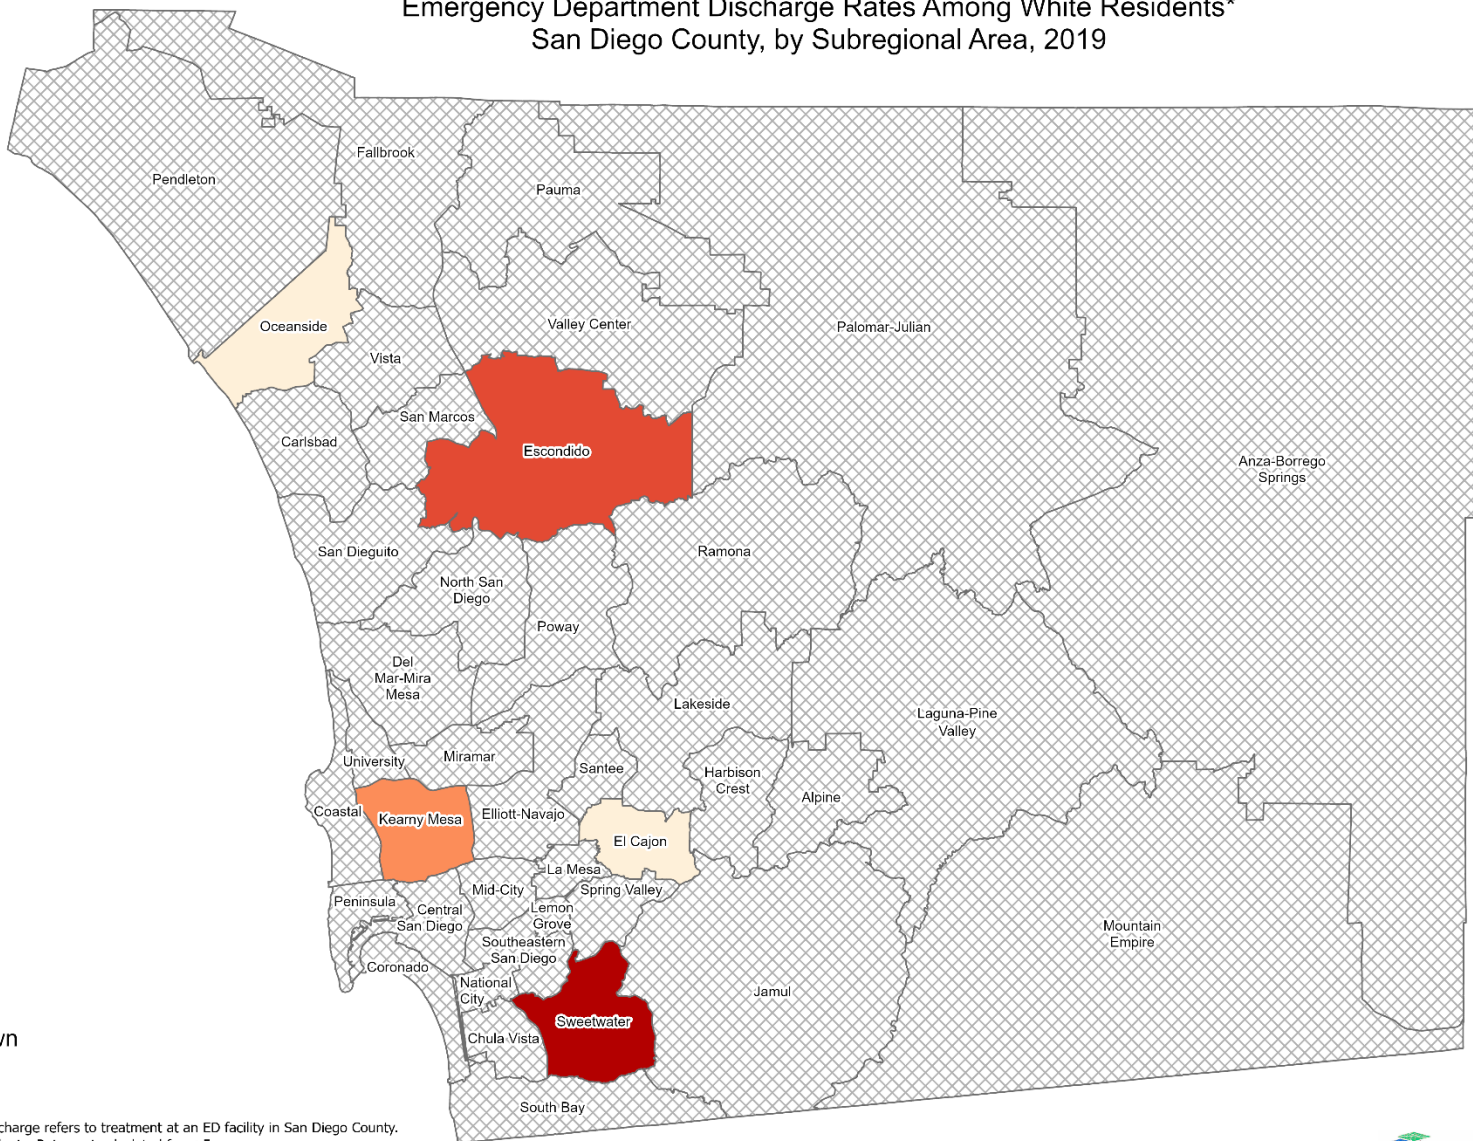 Emergency Department Discharge Rates Among White Residents*
San Diego County, by Subregional Area, 2019
Fallbrook
Pendleton
Pauma
Oceanside
Valley Center
Palomar-Julian
Vista
San Marcos
Carlsbad
Escondido
Anza-Borrego
Springs
San Dieguito
Ramona
North San
Diego
Poway
Del
Mar-Mira
Mesa
Lakeside
Laguna-Pine
Valley
University
Miramar
Santee
Harbison
Crest
Alpine
Coastal
Kearny Mesa
Elliott-Navajo
El Cajon
La Mesa
Mid-City
Spring Valley
Peninsula
Central
San Diego
Lemon
Grove
Southeastern
San Diego
Mountain
Empire
Coronado
National
City
Jamul
Sweetwater
Chula Vista
South Bay
wn
charge refers to treatment at an ED facility in San Diego County.